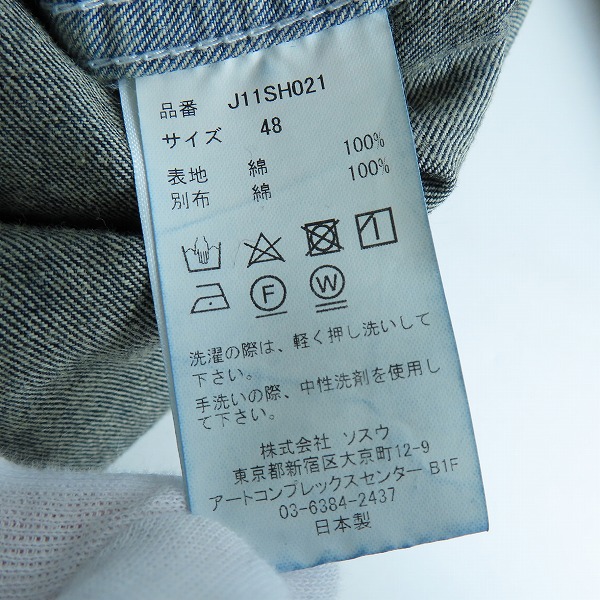 品番 J11SH021
サイズ 48
表地 綿 100%
別布 綿 100%
F W
洗濯の際は、軽く押し洗いして
下さい。
手洗いの際、中性洗剤を使用し
て下さい。
株式会社 ソスウ
東京都新宿区大京町12-9
アートコンプレックスセンター B1F
03-6384-2437
日本製